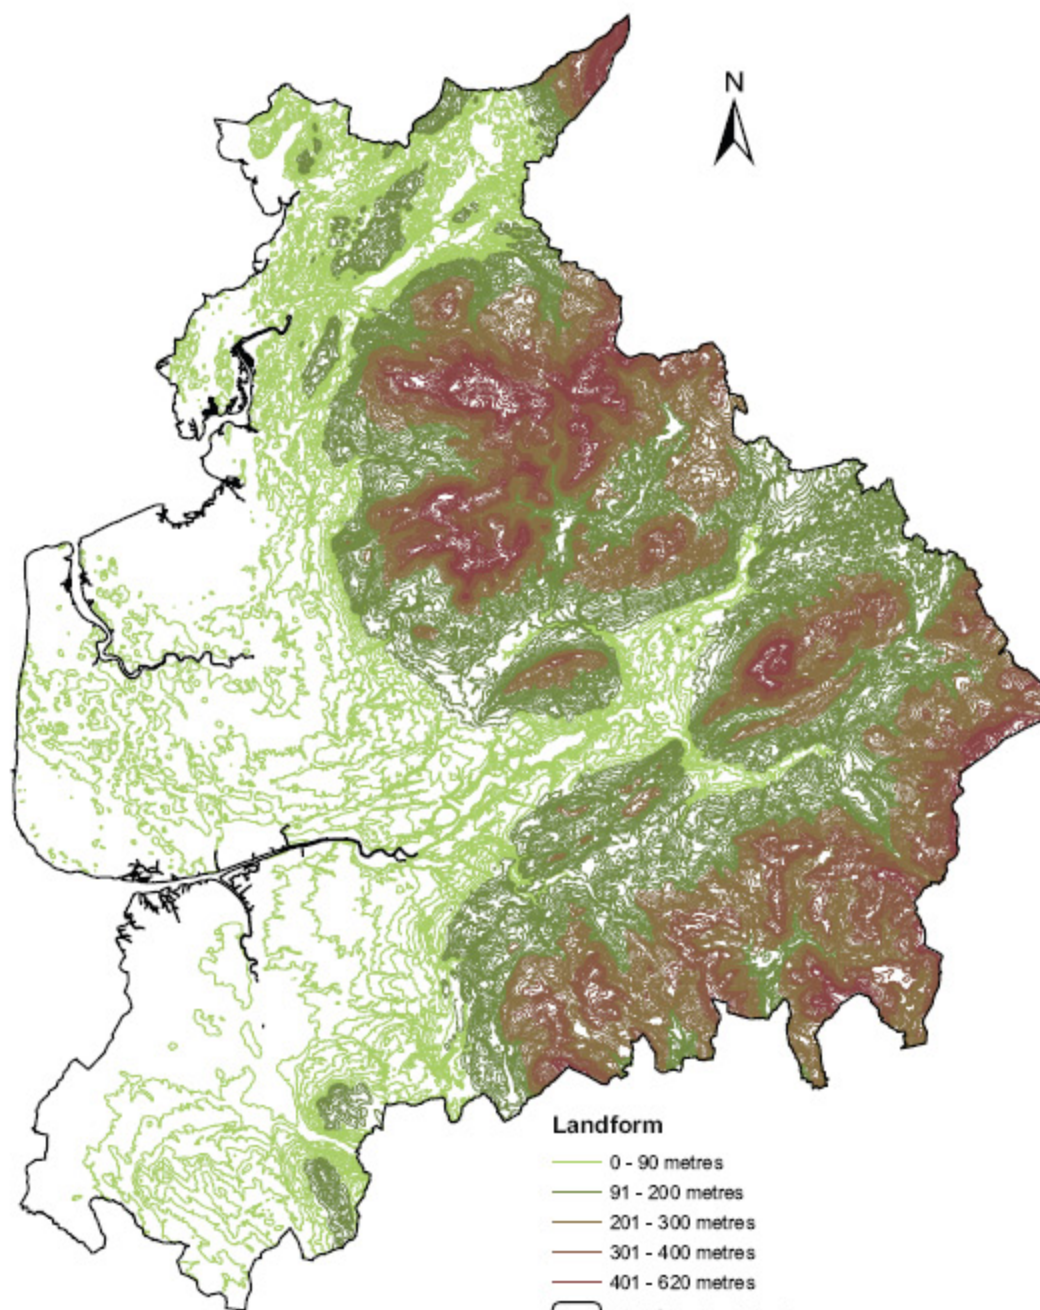 N
Landform
0 - 90 metres
91 - 200 metres
201 - 300 metres
301 - 400 metres
401 - 620 metres